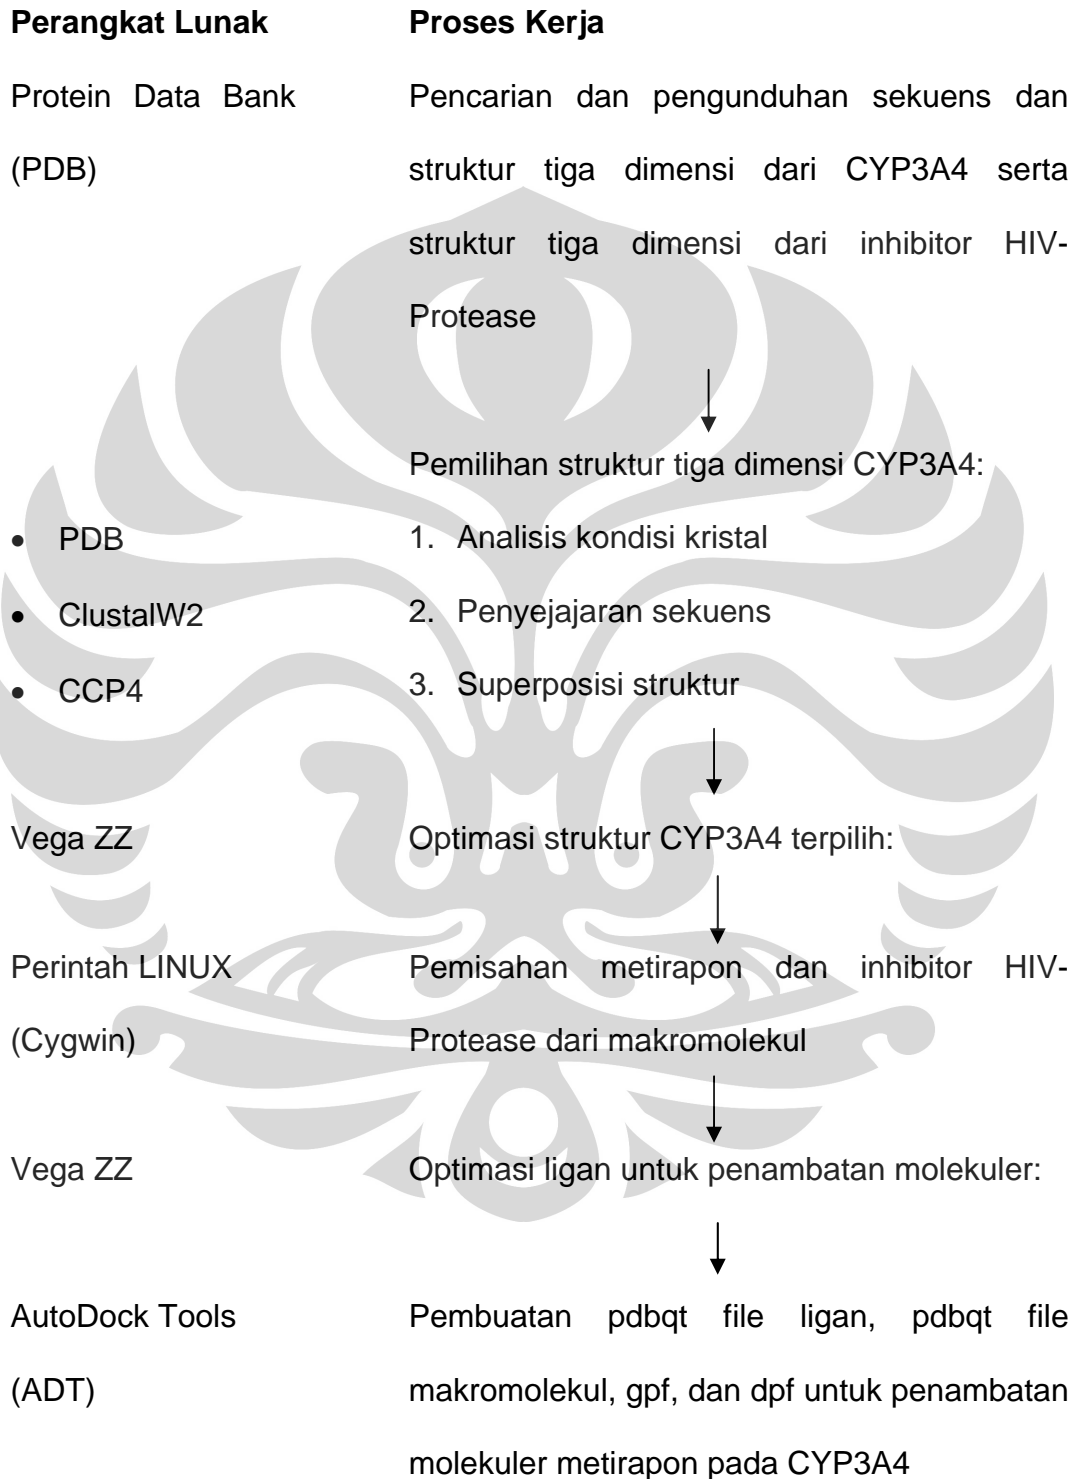 Perangkat Lunak Proses Kerja
Protein Data Bank Pencarian dan pengunduhan sekuens dan
(PDB) struktur tiga dimensi dari CYP3A4 serta
struktur tiga dimensi dari inhibitor HIV-
Protease
Pemilihan struktur tiga dimensi CYP3A4:
• PDB 1. Analisis kondisi kristal
• ClustalW2 2. Penyejajaran sekuens
• CCP4 3. Superposisi struktur
Vega ZZ Optimasi struktur CYP3A4 terpilih:
Perintah LINUX Pemisahan metirapon dan inhibitor HIV-
(Cygwin) Protease dari makromolekul
Vega ZZ Optimasi ligan untuk penambatan molekuler:
AutoDock Tools Pembuatan pdbqt file ligan, pdbqt file
(ADT) makromolekul, gpf, dan dpf untuk penambatan
molekuler metirapon pada CYP3A4